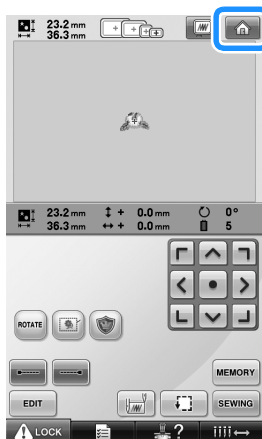 23.2 mm
36.3 mm
23.2 mm + 0.0 mm 0°
36.3 mm + 0.0 mm 5
ROTATE
MEMORY
EDIT SEWING
LOCK ?